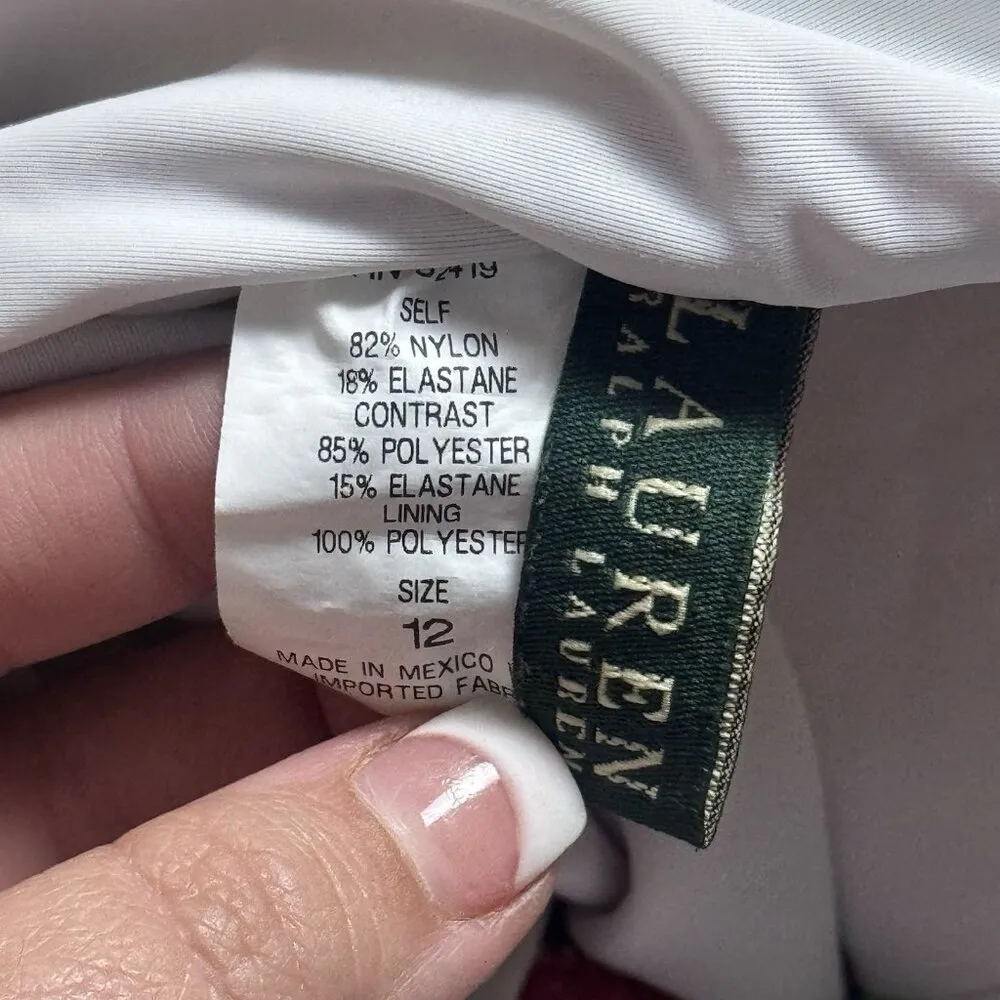 SELF
82% NYLON
18% ELASTANE
CONTRAST
85% POLYESTER
15% ELASTANE
LINING
100% POLYESTER
SIZE
12
MADE IN MEXICO
IMPORTED
LAUREN
RALPH LAUREN